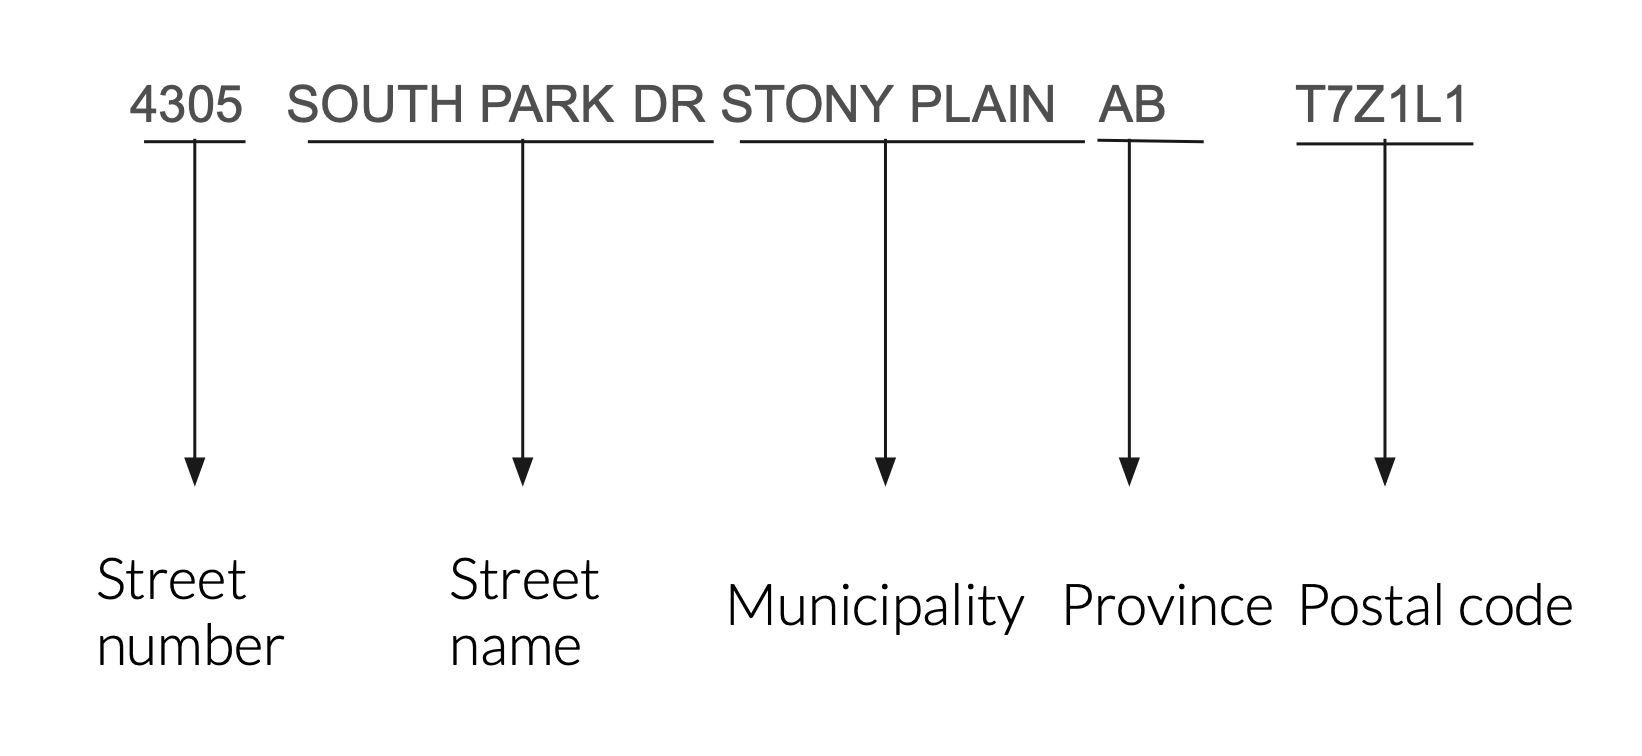 4305 SOUTH PARK DR STONY PLAIN AB T7Z1L1
Street number
Street name
Municipality
Province
Postal code